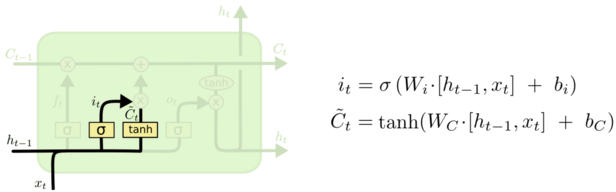 h_t
C_{t-1}
C_t
tanh
f_t
i_t
C̃_t
o_t
σ
σ
tanh
σ
h_{t-1}
h_t
x_t
i_t = σ (W_i·[h_{t-1}, x_t] + b_i)
C̃_t = tanh(W_C·[h_{t-1}, x_t] + b_C)